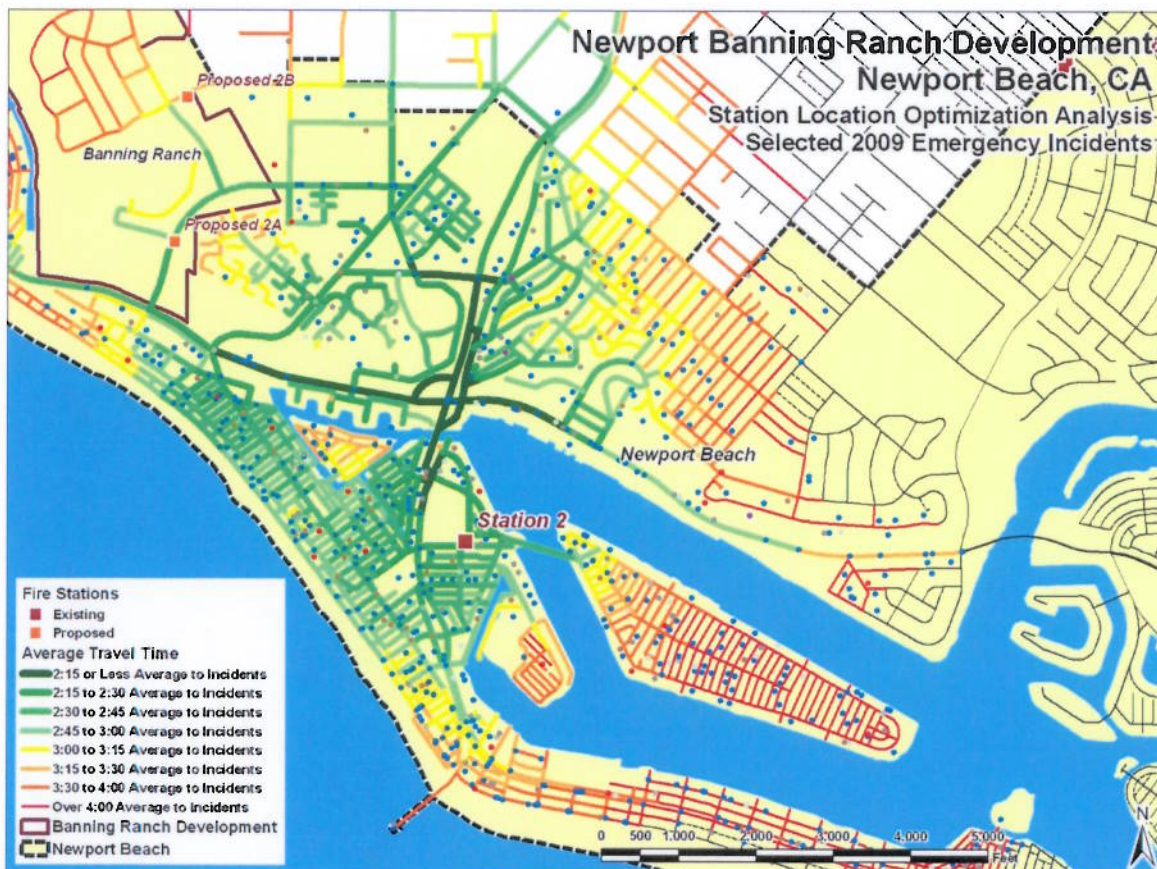 Newport Banning Ranch Development
Newport Beach, CA
Station Location Optimization Analysis
Selected 2009 Emergency Incidents
Proposed 2B
Banning Ranch
Proposed 2A
Newport Beach
Station 2
Fire Stations
Existing
Proposed
Average Travel Time
2:15 or Less Average to Incidents
2:15 to 2:30 Average to Incidents
2:30 to 2:45 Average to Incidents
2:45 to 3:00 Average to Incidents
3:00 to 3:15 Average to Incidents
3:15 to 3:30 Average to Incidents
3:30 to 4:00 Average to Incidents
Over 4:00 Average to Incidents
Banning Ranch Development
Newport Beach
0 500 1,000 2,000 3,000 4,000 5,000
Feet
N